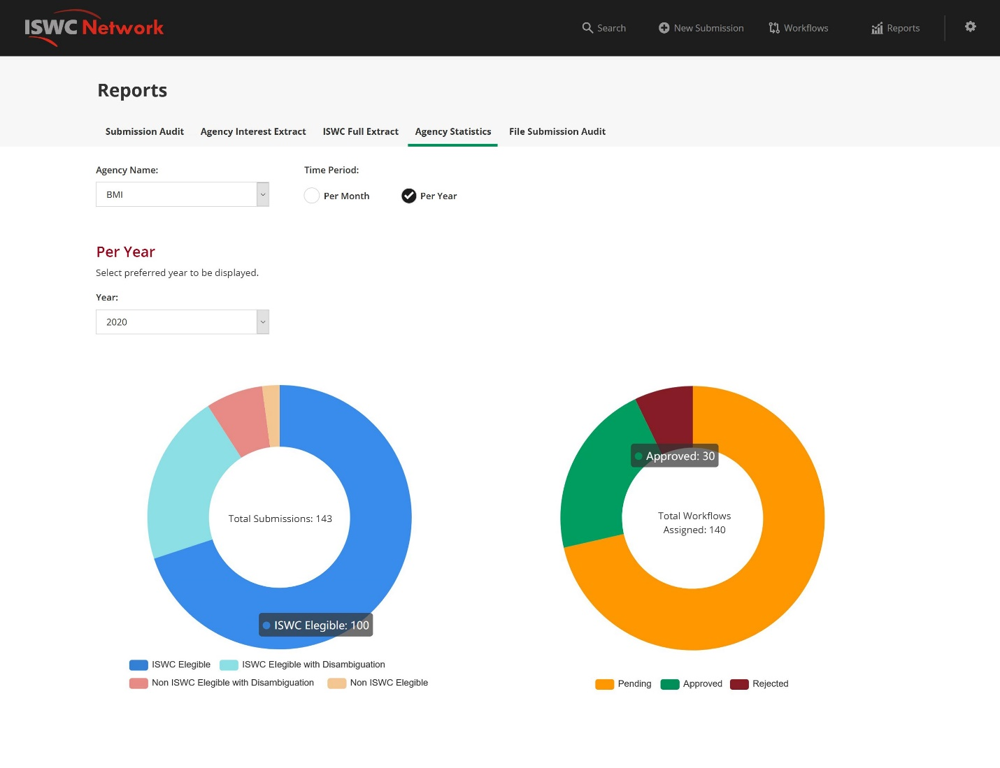 ISWC Network
Search
New Submission
Workflows
Reports
Reports
Submission Audit
Agency Interest Extract
ISWC Full Extract
Agency Statistics
File Submission Audit
Agency Name:
Time Period:
BMI
Per Month
Per Year
Per Year
Select preferred year to be displayed.
Year:
2020
Total Submissions: 143
ISWC Elegible: 100
ISWC Elegible
ISWC Elegible with Disambiguation
Non ISWC Elegible with Disambiguation
Non ISWC Elegible
Approved: 30
Total Workflows
Assigned: 140
Pending
Approved
Rejected